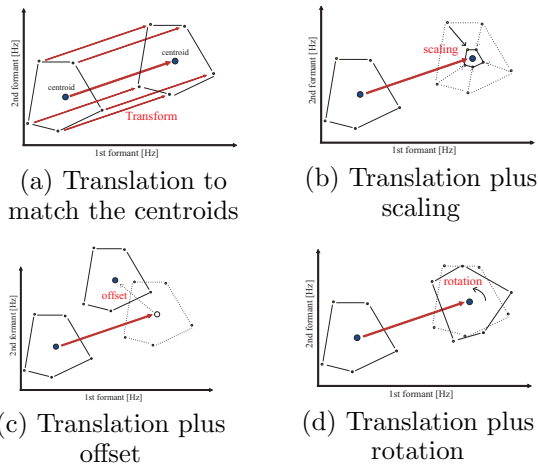 2nd formant [Hz]
centroid
centroid
Transform
1st formant [Hz]
(a) Translation to
match the centroids
2nd formant [Hz]
scaling
1st formant [Hz]
(b) Translation plus
scaling
2nd formant [Hz]
offset
1st formant [Hz]
(c) Translation plus
offset
2nd formant [Hz]
rotation
1st formant [Hz]
(d) Translation plus
rotation